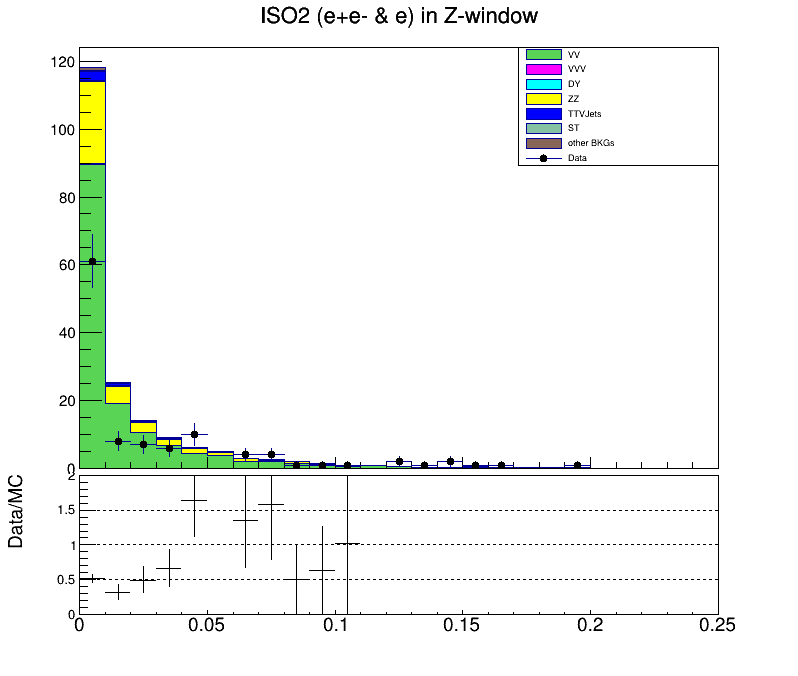 ISO2 (e+e- & e) in Z-window
120
100
80
60
40
20
0
VV
VVV
DY
ZZ
TTVJets
ST
other BKGs
Data
Data/MC
2
1.5
1
0.5
0
0 0.05 0.1 0.15 0.2 0.25